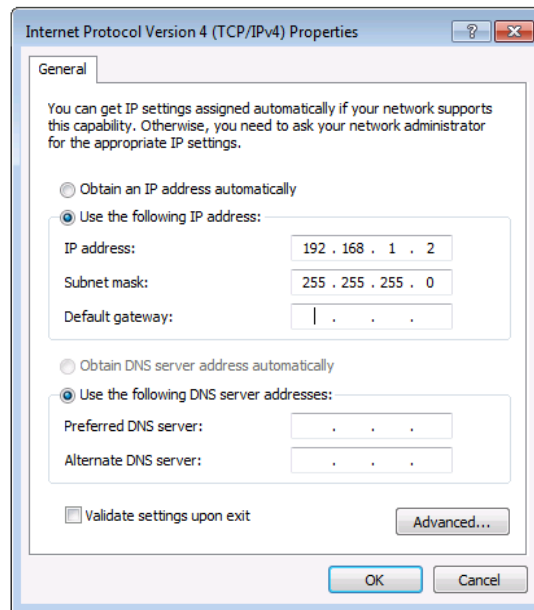 Internet Protocol Version 4 (TCP/IPv4) Properties
General
You can get IP settings assigned automatically if your network supports
this capability. Otherwise, you need to ask your network administrator
for the appropriate IP settings.
Obtain an IP address automatically
Use the following IP address:
IP address: 192 . 168 . 1 . 2
Subnet mask: 255 . 255 . 255 . 0
Default gateway: . . .
Obtain DNS server address automatically
Use the following DNS server addresses:
Preferred DNS server: . . .
Alternate DNS server: . . .
Validate settings upon exit
Advanced...
OK Cancel